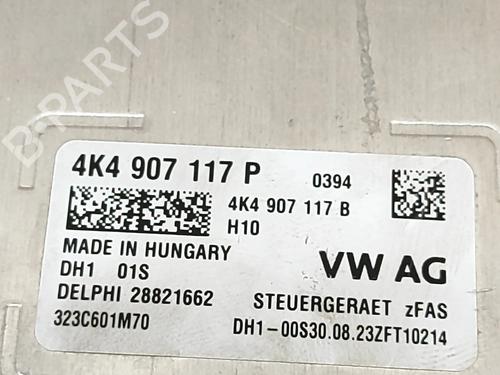 B-PARTS
4K4 907 117 P
0394
4K4 907 117 B
H10
MADE IN HUNGARY
DH1 01S
VW AG
DELPHI 28821662
STEUERGERAET zFAS
323C601M70
DH1-00S30.08.23ZFT10214